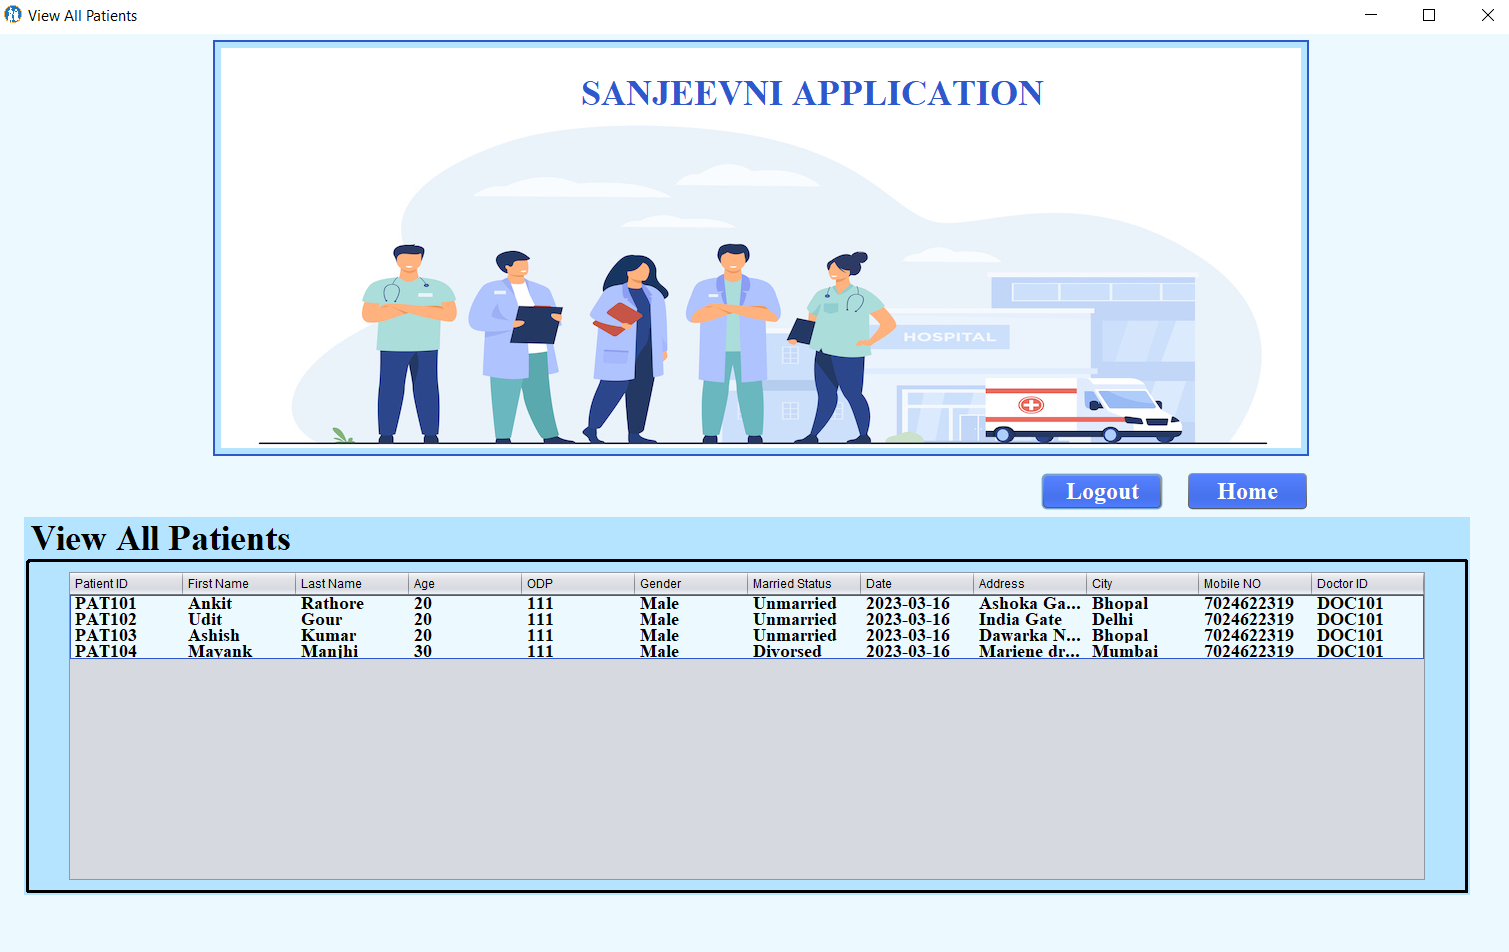 View All Patients
SANJEEVNI APPLICATION
HOSPITAL
Logout Home
View All Patients
Patient ID First Name Last Name Age ODP Gender Married Status Date Address City Mobile NO Doctor ID
PAT101 Ankit Rathore 20 111 Male Unmarried 2023-03-16 Ashoka Ga... Bhopal 7024622319 DOC101
PAT102 Udit Gour 20 111 Male Unmarried 2023-03-16 India Gate Delhi 7024622319 DOC101
PAT103 Ashish Kumar 20 111 Male Unmarried 2023-03-16 Dawarka N... Bhopal 7024622319 DOC101
PAT104 Mayank Manjhi 30 111 Male Divorsed 2023-03-16 Mariene dr... Mumbai 7024622319 DOC101